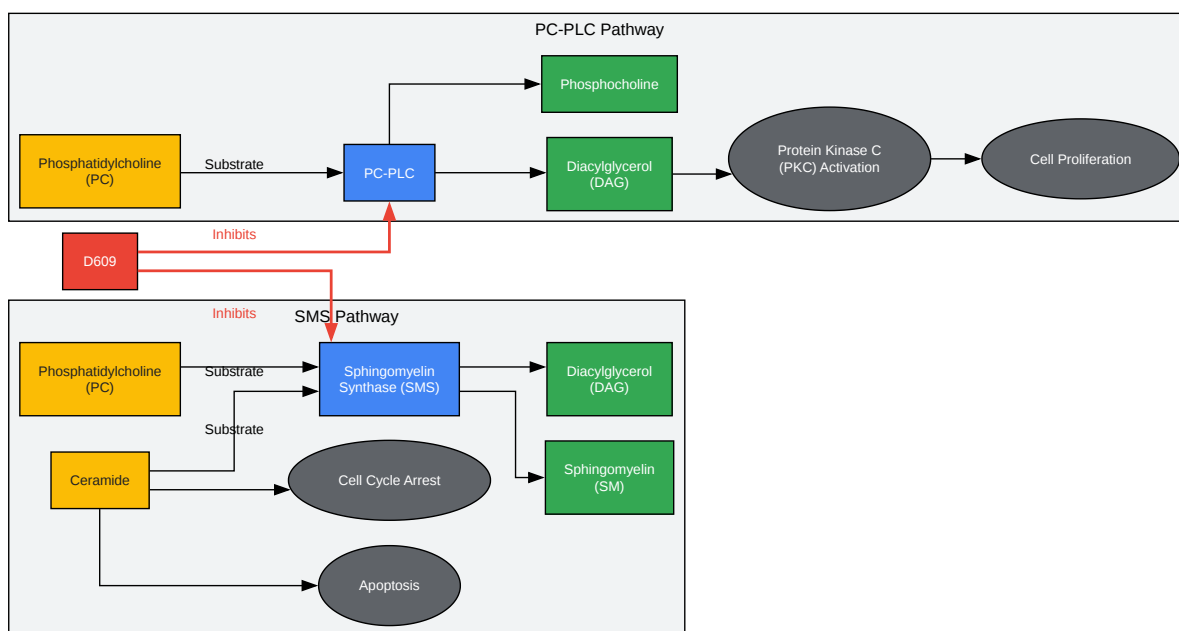 PC-PLC Pathway
Phosphocholine
Phosphatidylcholine
(PC)
Substrate
PC-PLC
Diacylglycerol
(DAG)
Protein Kinase C
(PKC) Activation
Cell Proliferation
Inhibits
D609
Inhibits
SMS Pathway
Phosphatidylcholine
(PC)
Substrate
Sphingomyelin
Synthase (SMS)
Diacylglycerol
(DAG)
Substrate
Ceramide
Cell Cycle Arrest
Sphingomyelin
(SM)
Apoptosis